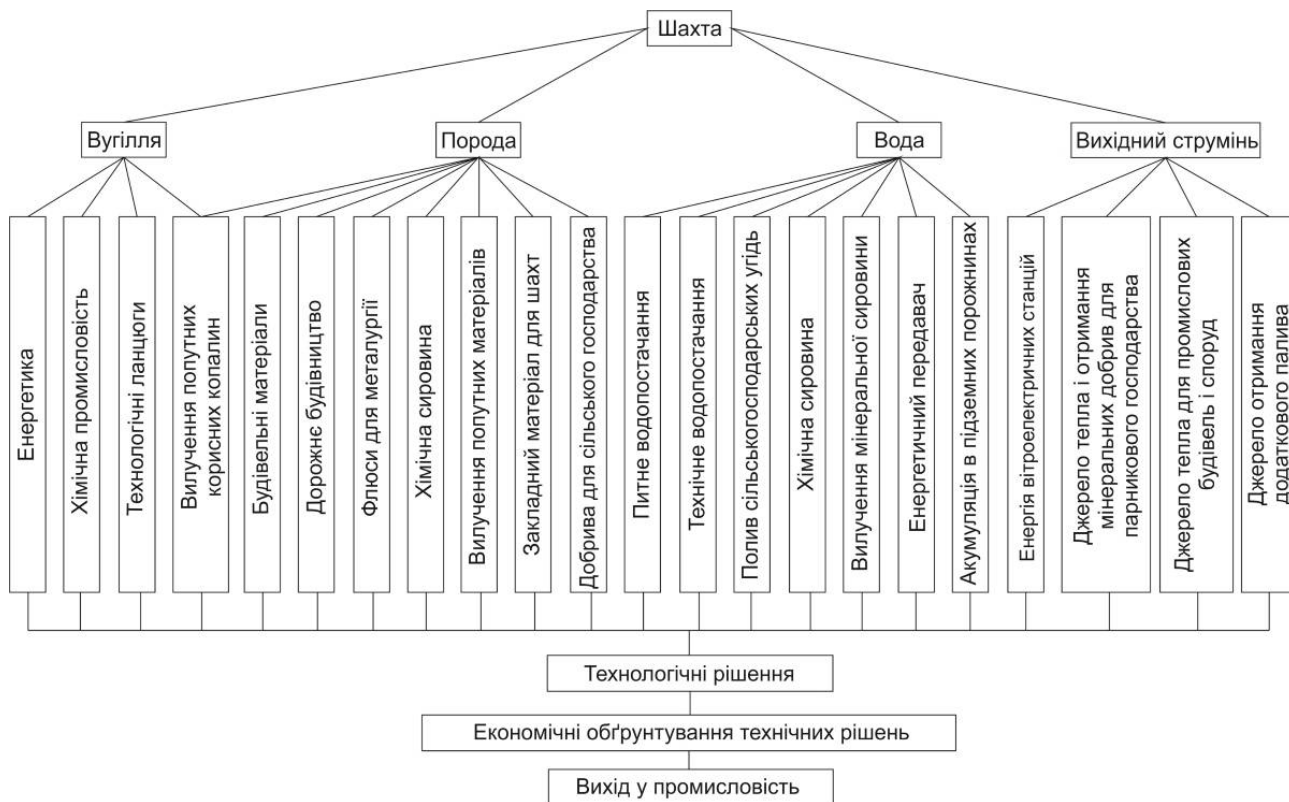 Шахта
Вугілля
Порода
Вода
Вихідний струмінь
Енергетика
Хімічна промисловість
Технологічні ланцюги
Вилучення попутних
корисних копалин
Будівельні матеріали
Дорожнє будівництво
Флюси для металургії
Хімічна сировина
Вилучення попутних матеріалів
Закладний матеріал для шахт
Добрива для сільського господарства
Питне водопостачання
Технічне водопостачання
Полив сільськогосподарських угідь
Хімічна сировина
Вилучення мінеральної сировини
Енергетичний передавач
Акумуляція в підземних порожнинах
Енергія вітроелектричних станцій
Джерело тепла і отримання
мінеральних добрив для
парникового господарства
Джерело тепла для промислових
будівель і споруд
Джерело отримання
додаткового палива
Технологічні рішення
Економічні обґрунтування технічних рішень
Вихід у промисловість